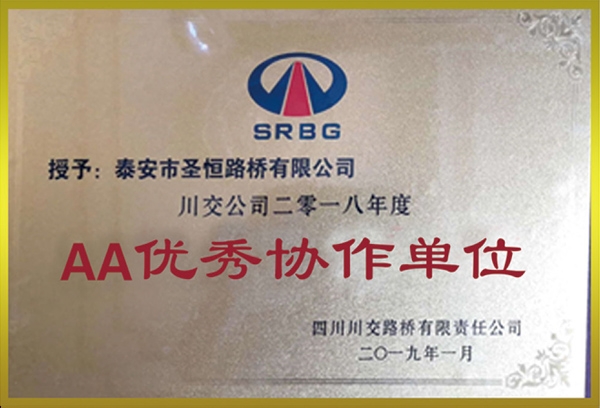 SRBG
授予：泰安市圣恒路桥有限公司
川交公司二零一八年度
AA优秀协作单位
四川川交路桥有限责任公司
二〇一九年一月